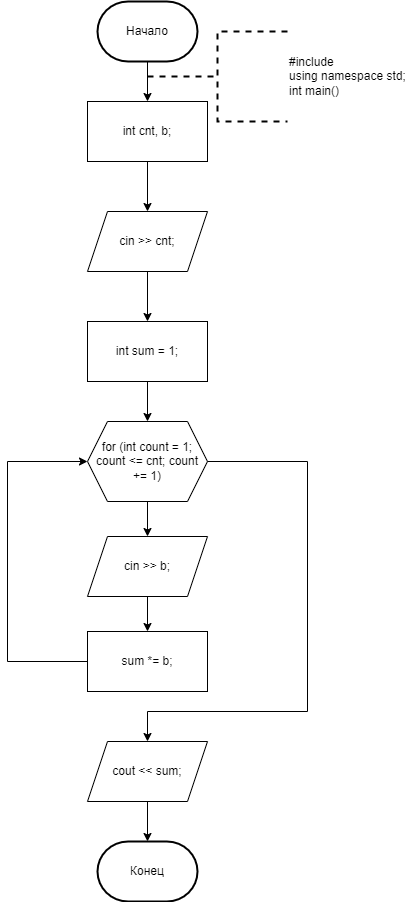 Начало
#include
using namespace std;
int main()
int cnt, b;
cin >> cnt;
int sum = 1;
for (int count = 1;
count <= cnt; count
+= 1)
cin >> b;
sum *= b;
cout << sum;
Конец